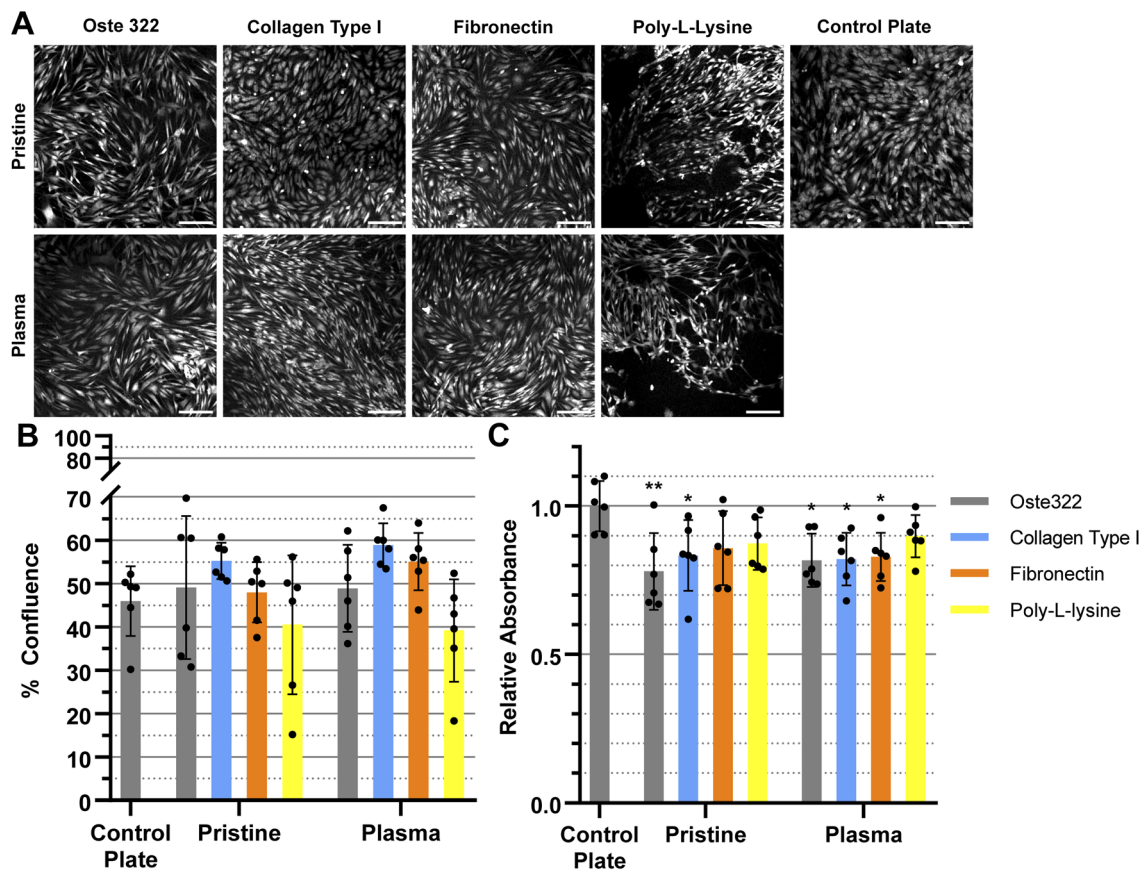 A
Oste 322
Collagen Type I
Fibronectin
Poly-L-Lysine
Control Plate
Pristine
Plasma
B
% Confluence
100
80
70
60
50
40
30
20
10
0
Control
Plate
Pristine
Plasma
C
Relative Absorbance
1.0
0.5
0.0
**
*
*
*
*
Control
Plate
Pristine
Plasma
Oste322
Collagen Type I
Fibronectin
Poly-L-lysine